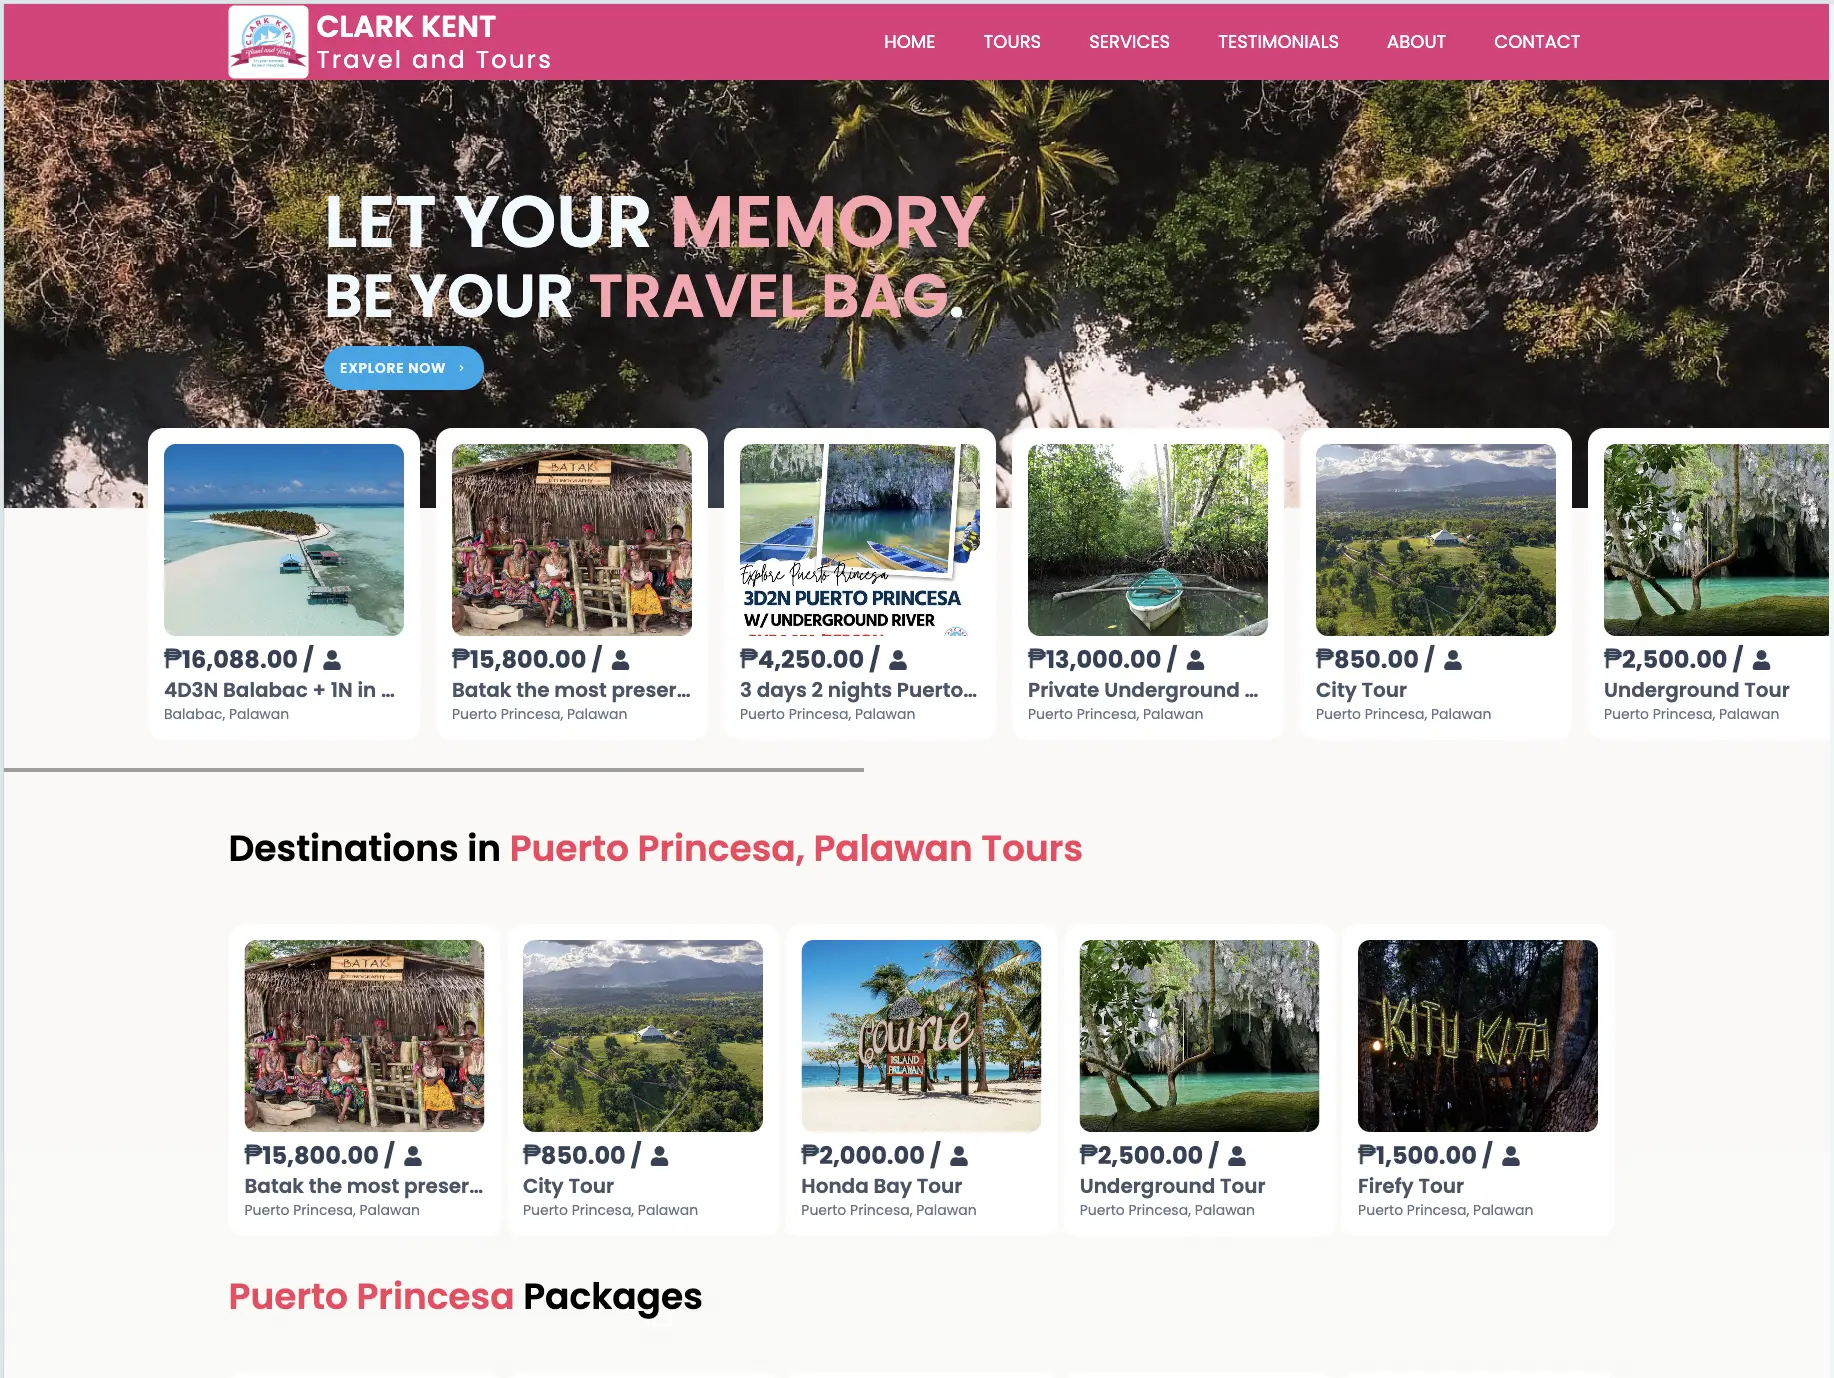 CLARK KENT
Travel and Tours
CLARK KENT
Travel and Tours
HOME
TOURS
SERVICES
TESTIMONIALS
ABOUT
CONTACT
LET YOUR MEMORY
BE YOUR TRAVEL BAG.
EXPLORE NOW
BATAK
Explore Puerto Princesa
3D2N PUERTO PRINCESA
W/ UNDERGROUND RIVER
₱16,088.00 /
4D3N Balabac + 1N in ...
Balabac, Palawan
₱15,800.00 /
Batak the most preser...
Puerto Princesa, Palawan
₱4,250.00 /
3 days 2 nights Puerto...
Puerto Princesa, Palawan
₱13,000.00 /
Private Underground ...
Puerto Princesa, Palawan
₱850.00 /
City Tour
Puerto Princesa, Palawan
₱2,500.00 /
Underground Tour
Puerto Princesa, Palawan
Destinations in Puerto Princesa, Palawan Tours
BATAK
Cowrie
ISLAND
PALAWAN
KITU KITU
₱15,800.00 /
Batak the most preser...
Puerto Princesa, Palawan
₱850.00 /
City Tour
Puerto Princesa, Palawan
₱2,000.00 /
Honda Bay Tour
Puerto Princesa, Palawan
₱2,500.00 /
Underground Tour
Puerto Princesa, Palawan
₱1,500.00 /
Firefy Tour
Puerto Princesa, Palawan
Puerto Princesa Packages